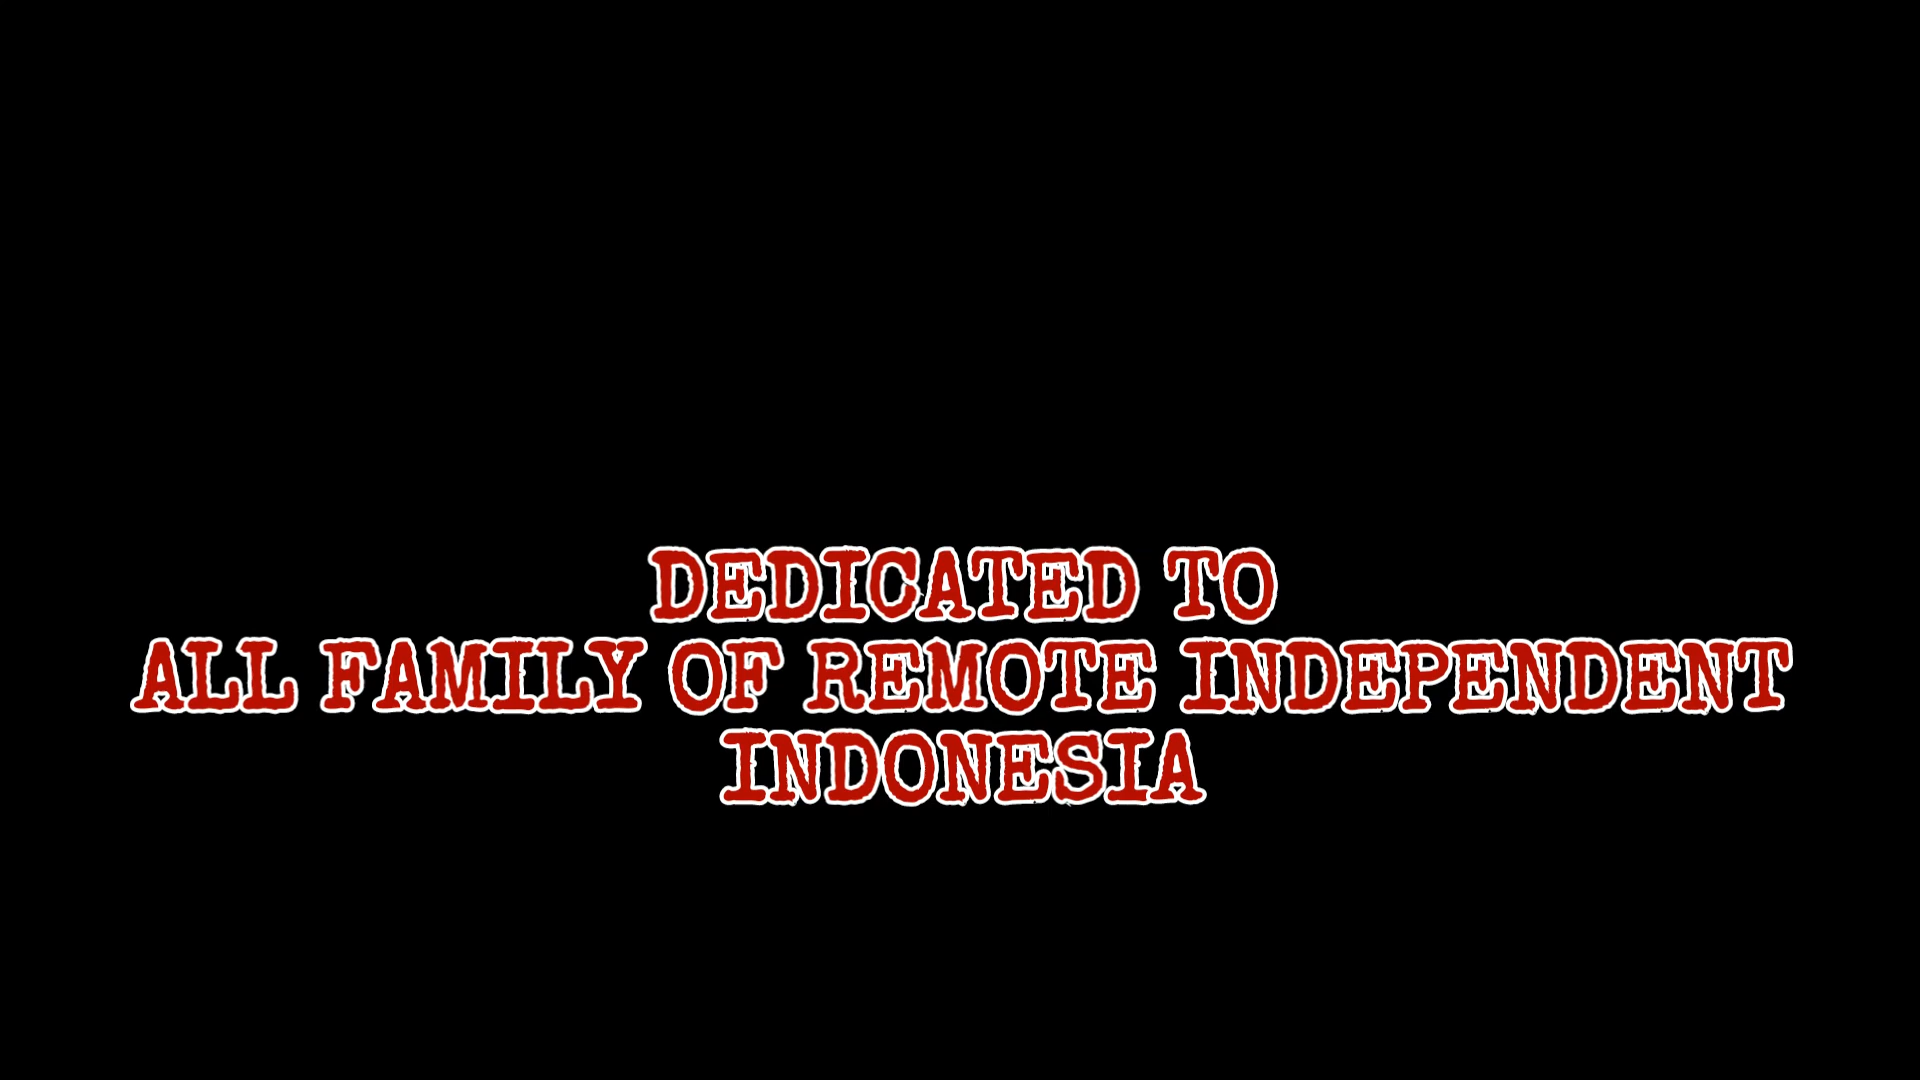 DEDICATED TO
ALL FAMILY OF REMOTE INDEPENDENT
INDONESIA